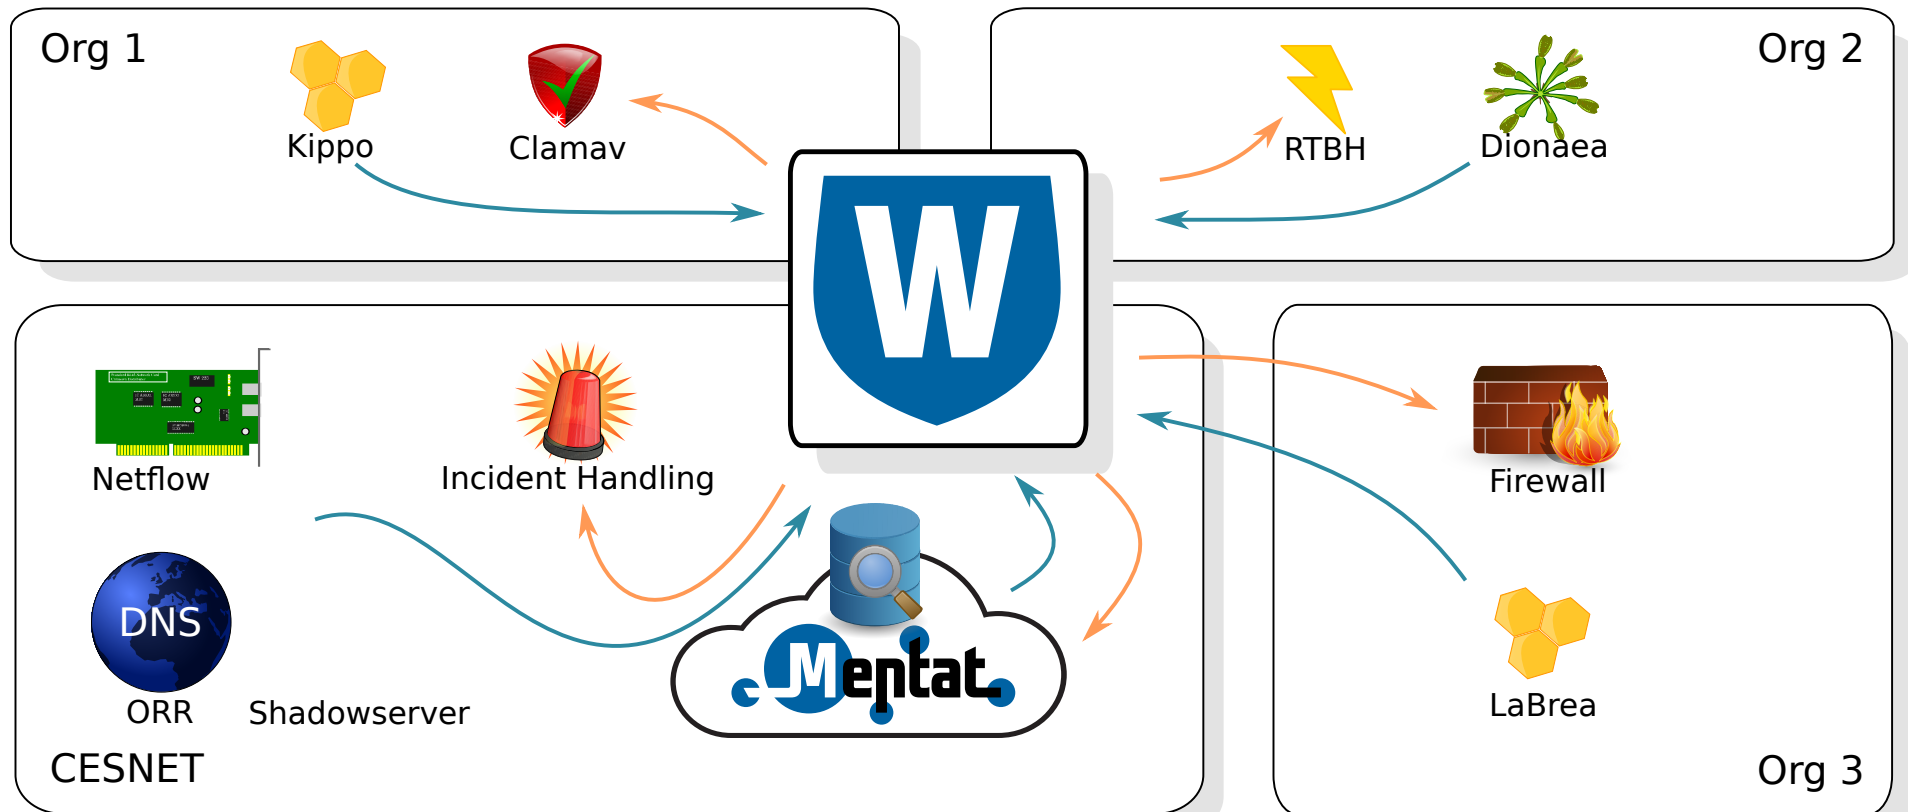 Org 1
Kippo
Clamav
Org 2
RTBH
Dionaea
W
Netflow
Incident Handling
DNS
ORR
Shadowserver
CESNET
Mentat
Firewall
LaBrea
Org 3